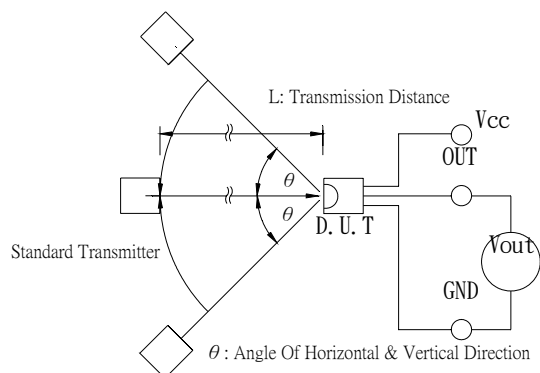 L: Transmission Distance
Vcc
OUT
θ
θ
D.U.T
Standard Transmitter
Vout
GND
θ : Angle Of Horizontal & Vertical Direction